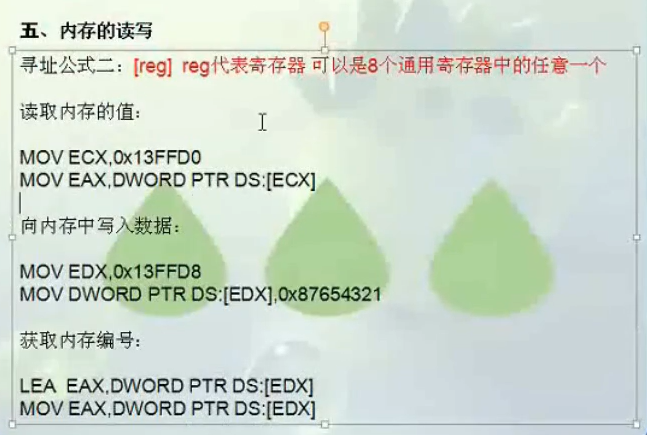 五、内存的读写
寻址公式二：[reg] reg代表寄存器 可以是8个通用寄存器中的任意一个
读取内存的值：
MOV ECX,0x13FFD0
MOV EAX,DWORD PTR DS:[ECX]
向内存中写入数据：
MOV EDX,0x13FFD8
MOV DWORD PTR DS:[EDX],0x87654321
获取内存编号：
LEA EAX,DWORD PTR DS:[EDX]
MOV EAX,DWORD PTR DS:[EDX]